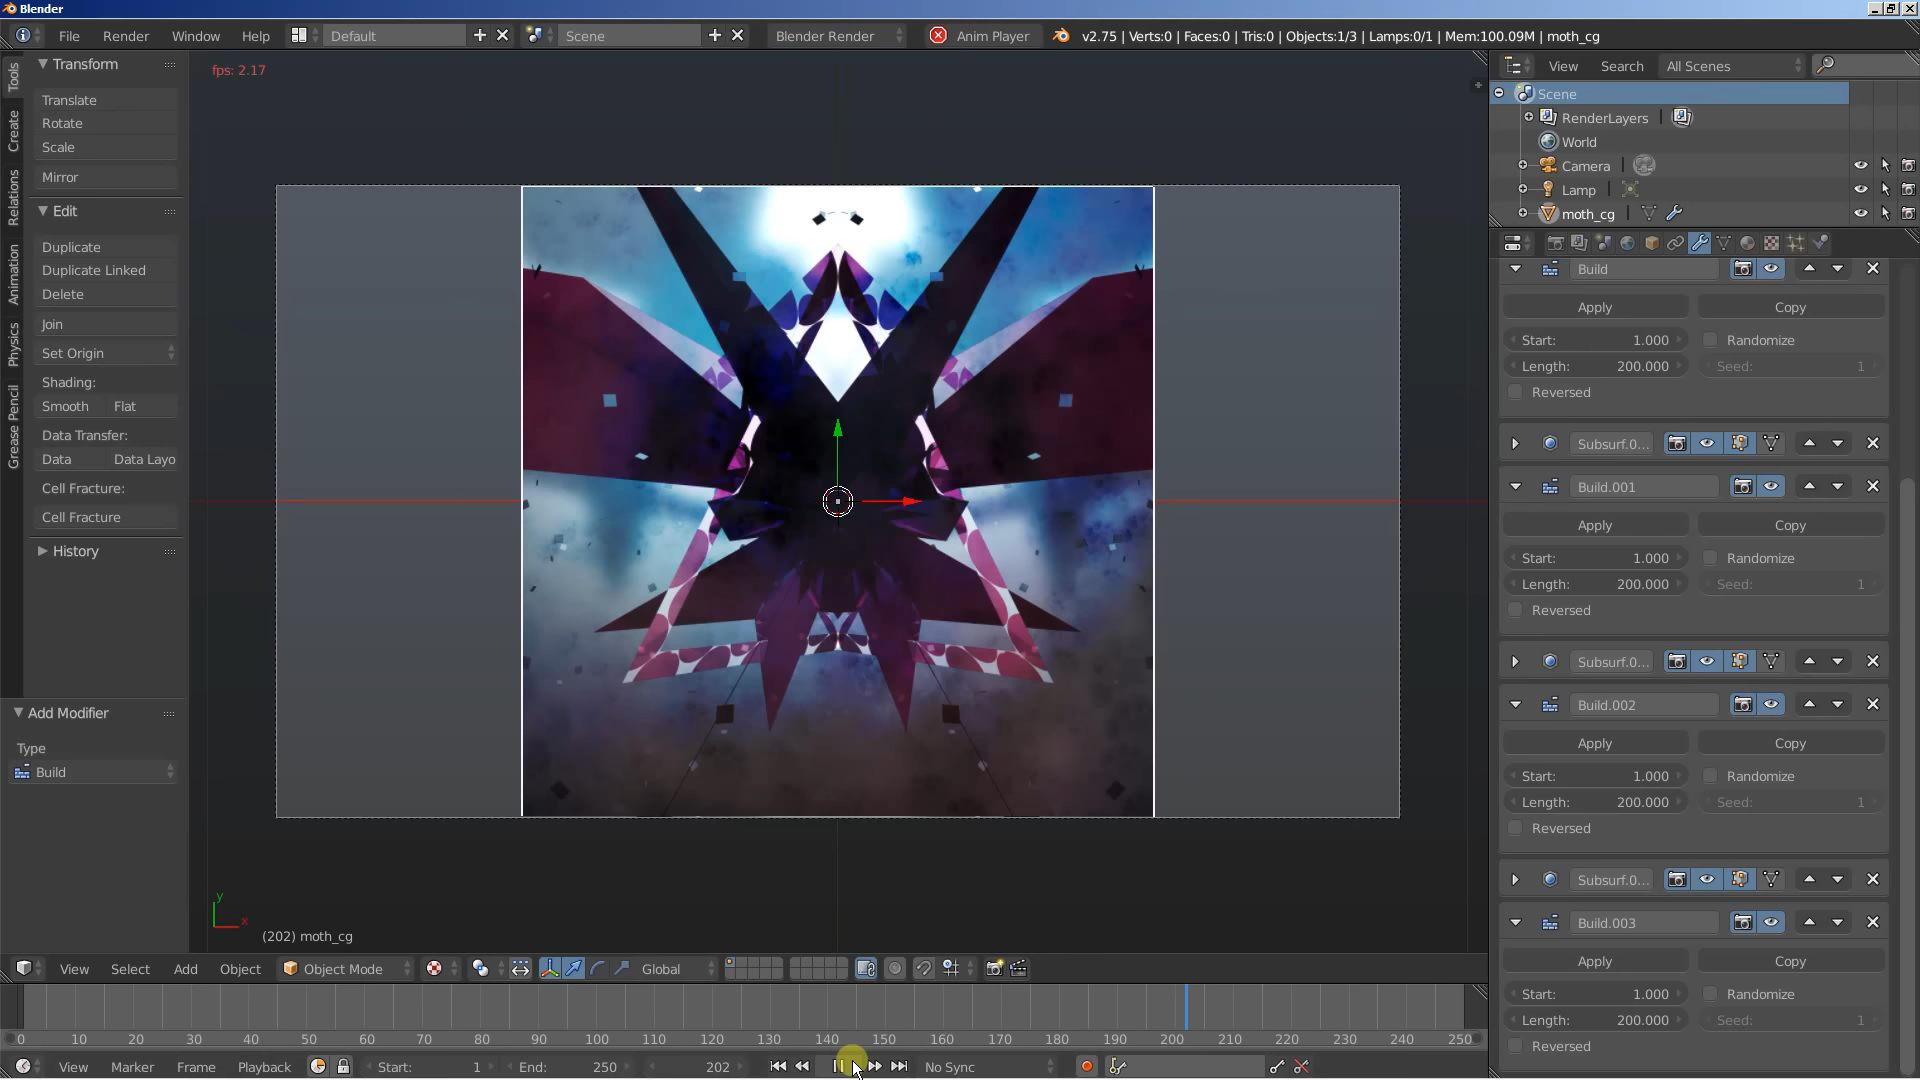 Blender
File Render Window Help Default Scene Blender Render Anim Player v2.75 | Verts:0 | Faces:0 | Tris:0 | Objects:1/3 | Lamps:0/1 | Mem:100.09M | moth_cg
Tools
Create
Relations
Animation
Physics
Grease Pencil
Transform
Translate
Rotate
Scale
Mirror
Edit
Duplicate
Duplicate Linked
Delete
Join
Set Origin
Shading:
Smooth Flat
Data Transfer:
Data Data Layo
Cell Fracture:
Cell Fracture
History
Add Modifier
Type
Build
fps: 2.17
y
x
(202) moth_cg
View Select Add Object Object Mode Global
0 10 20 30 40 50 60 70 80 90 100 110 120 130 140 150 160 170 180 190 200 210 220 230 240 250
View Marker Frame Playback Start: 1 End: 250 202 No Sync
View Search All Scenes
Scene
RenderLayers |
World
Camera |
Lamp |
moth_cg |
Build
Apply Copy
Start: 1.000 Randomize
Length: 200.000 Seed: 1
Reversed
Subsurf.0...
Build.001
Apply Copy
Start: 1.000 Randomize
Length: 200.000 Seed: 1
Reversed
Subsurf.0...
Build.002
Apply Copy
Start: 1.000 Randomize
Length: 200.000 Seed: 1
Reversed
Subsurf.0...
Build.003
Apply Copy
Start: 1.000 Randomize
Length: 200.000 Seed: 1
Reversed